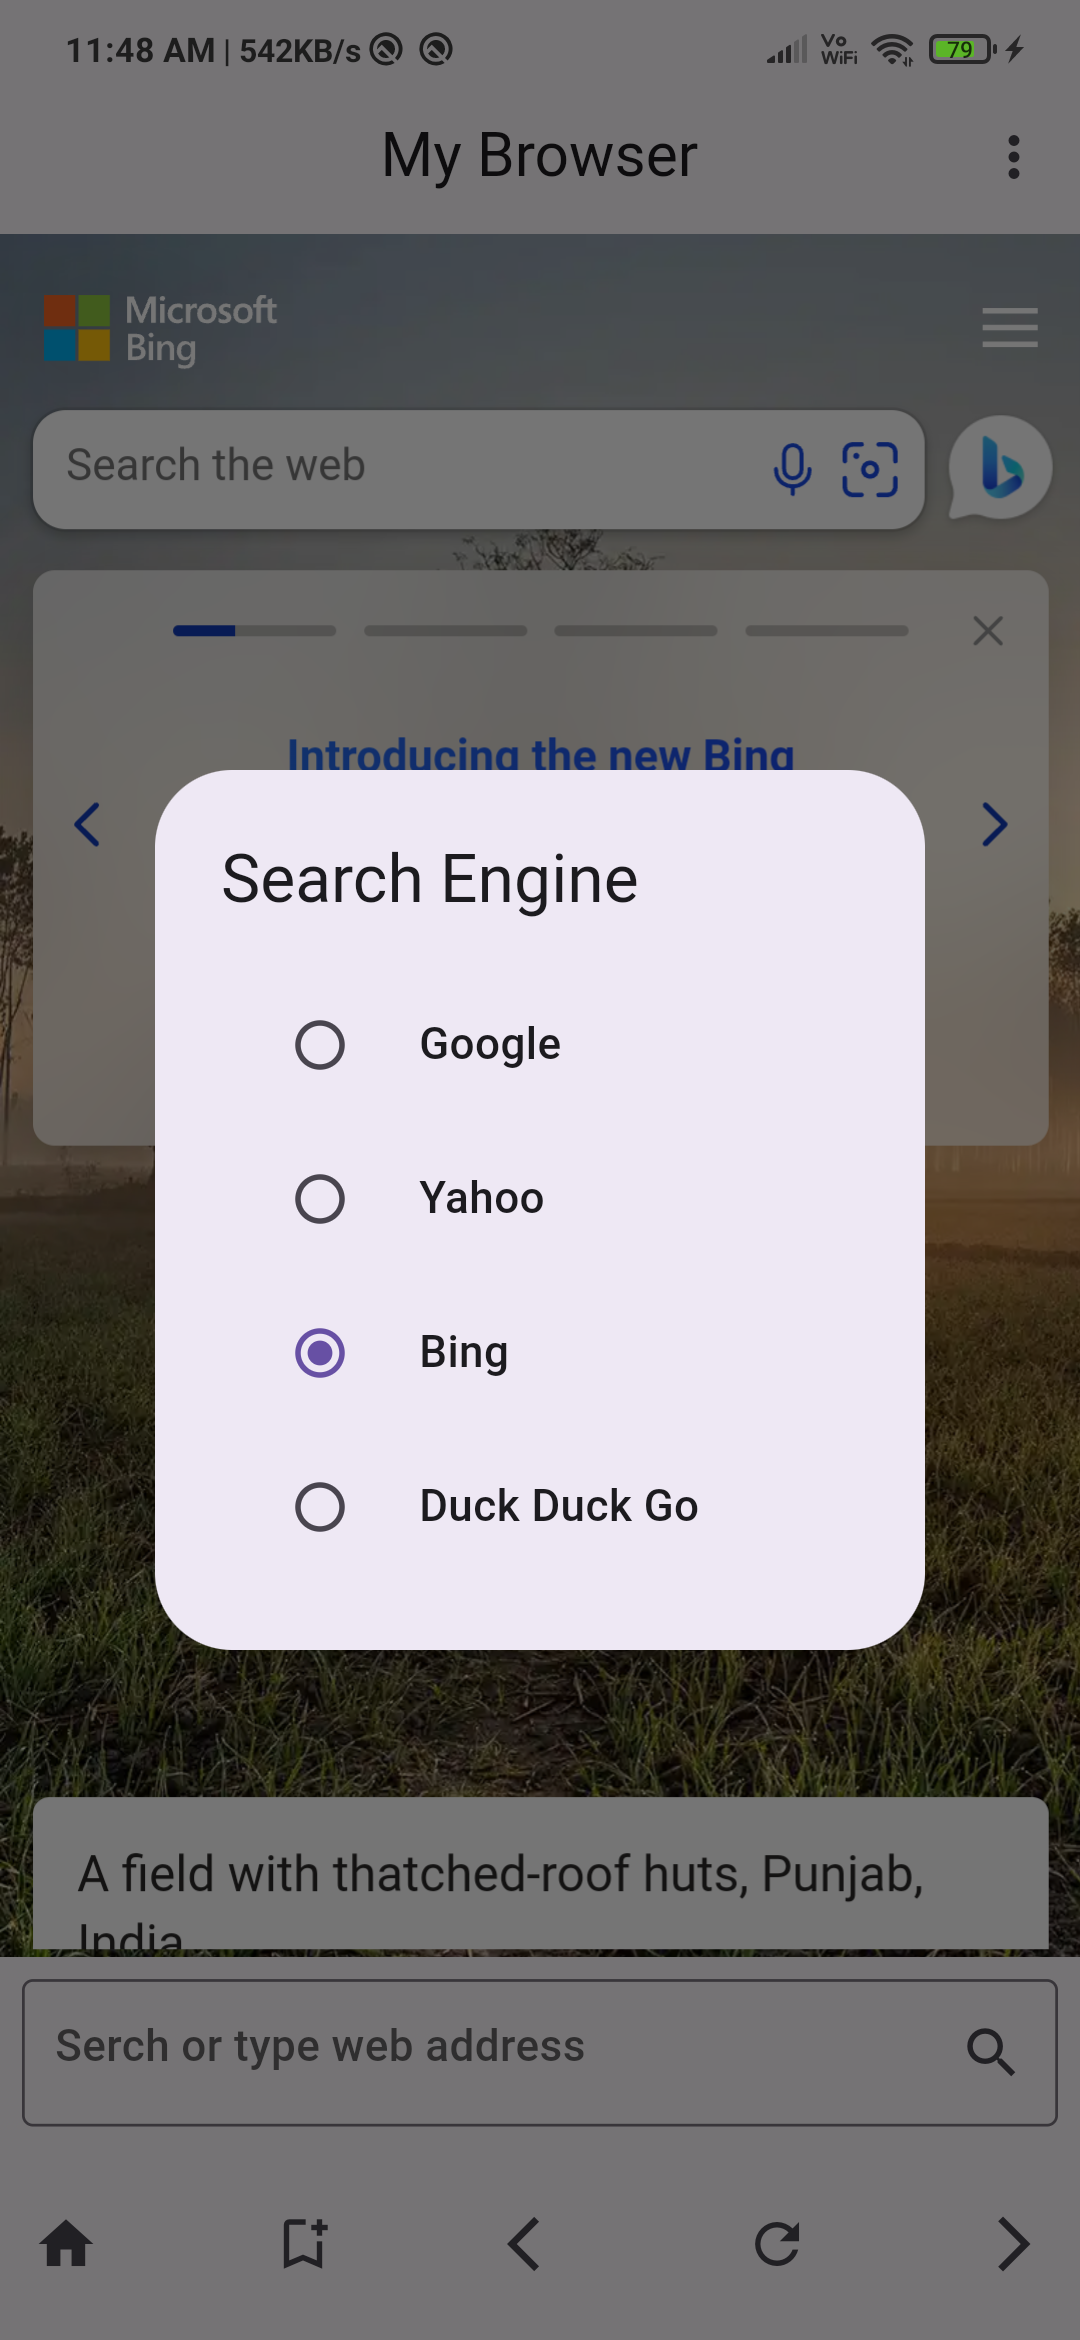 11:48 AM | 542KB/s
Vo
WiFi
79
My Browser
Microsoft
Bing
Search the web
Introducing the new Bing
Search Engine
Google
Yahoo
Bing
Duck Duck Go
A field with thatched-roof huts, Punjab,
India
Serch or type web address